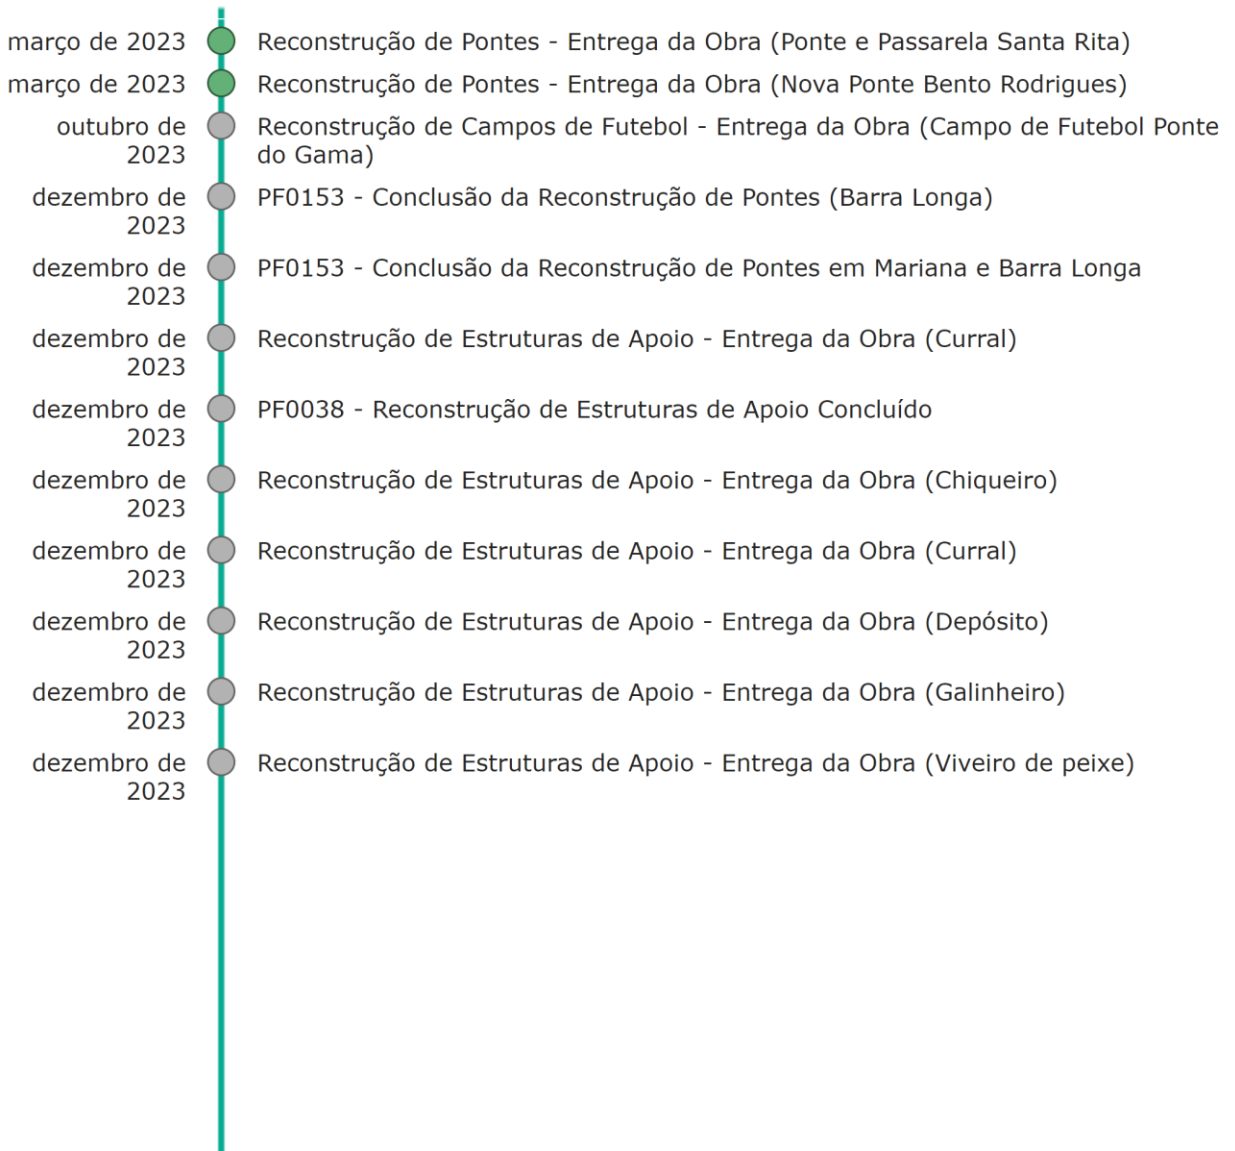 março de 2023 Reconstrução de Pontes - Entrega da Obra (Ponte e Passarela Santa Rita)
março de 2023 Reconstrução de Pontes - Entrega da Obra (Nova Ponte Bento Rodrigues)
outubro de Reconstrução de Campos de Futebol - Entrega da Obra (Campo de Futebol Ponte
2023 do Gama)
dezembro de PF0153 - Conclusão da Reconstrução de Pontes (Barra Longa)
2023
dezembro de PF0153 - Conclusão da Reconstrução de Pontes em Mariana e Barra Longa
2023
dezembro de Reconstrução de Estruturas de Apoio - Entrega da Obra (Curral)
2023
dezembro de PF0038 - Reconstrução de Estruturas de Apoio Concluído
2023
dezembro de Reconstrução de Estruturas de Apoio - Entrega da Obra (Chiqueiro)
2023
dezembro de Reconstrução de Estruturas de Apoio - Entrega da Obra (Curral)
2023
dezembro de Reconstrução de Estruturas de Apoio - Entrega da Obra (Depósito)
2023
dezembro de Reconstrução de Estruturas de Apoio - Entrega da Obra (Galinheiro)
2023
dezembro de Reconstrução de Estruturas de Apoio - Entrega da Obra (Viveiro de peixe)
2023